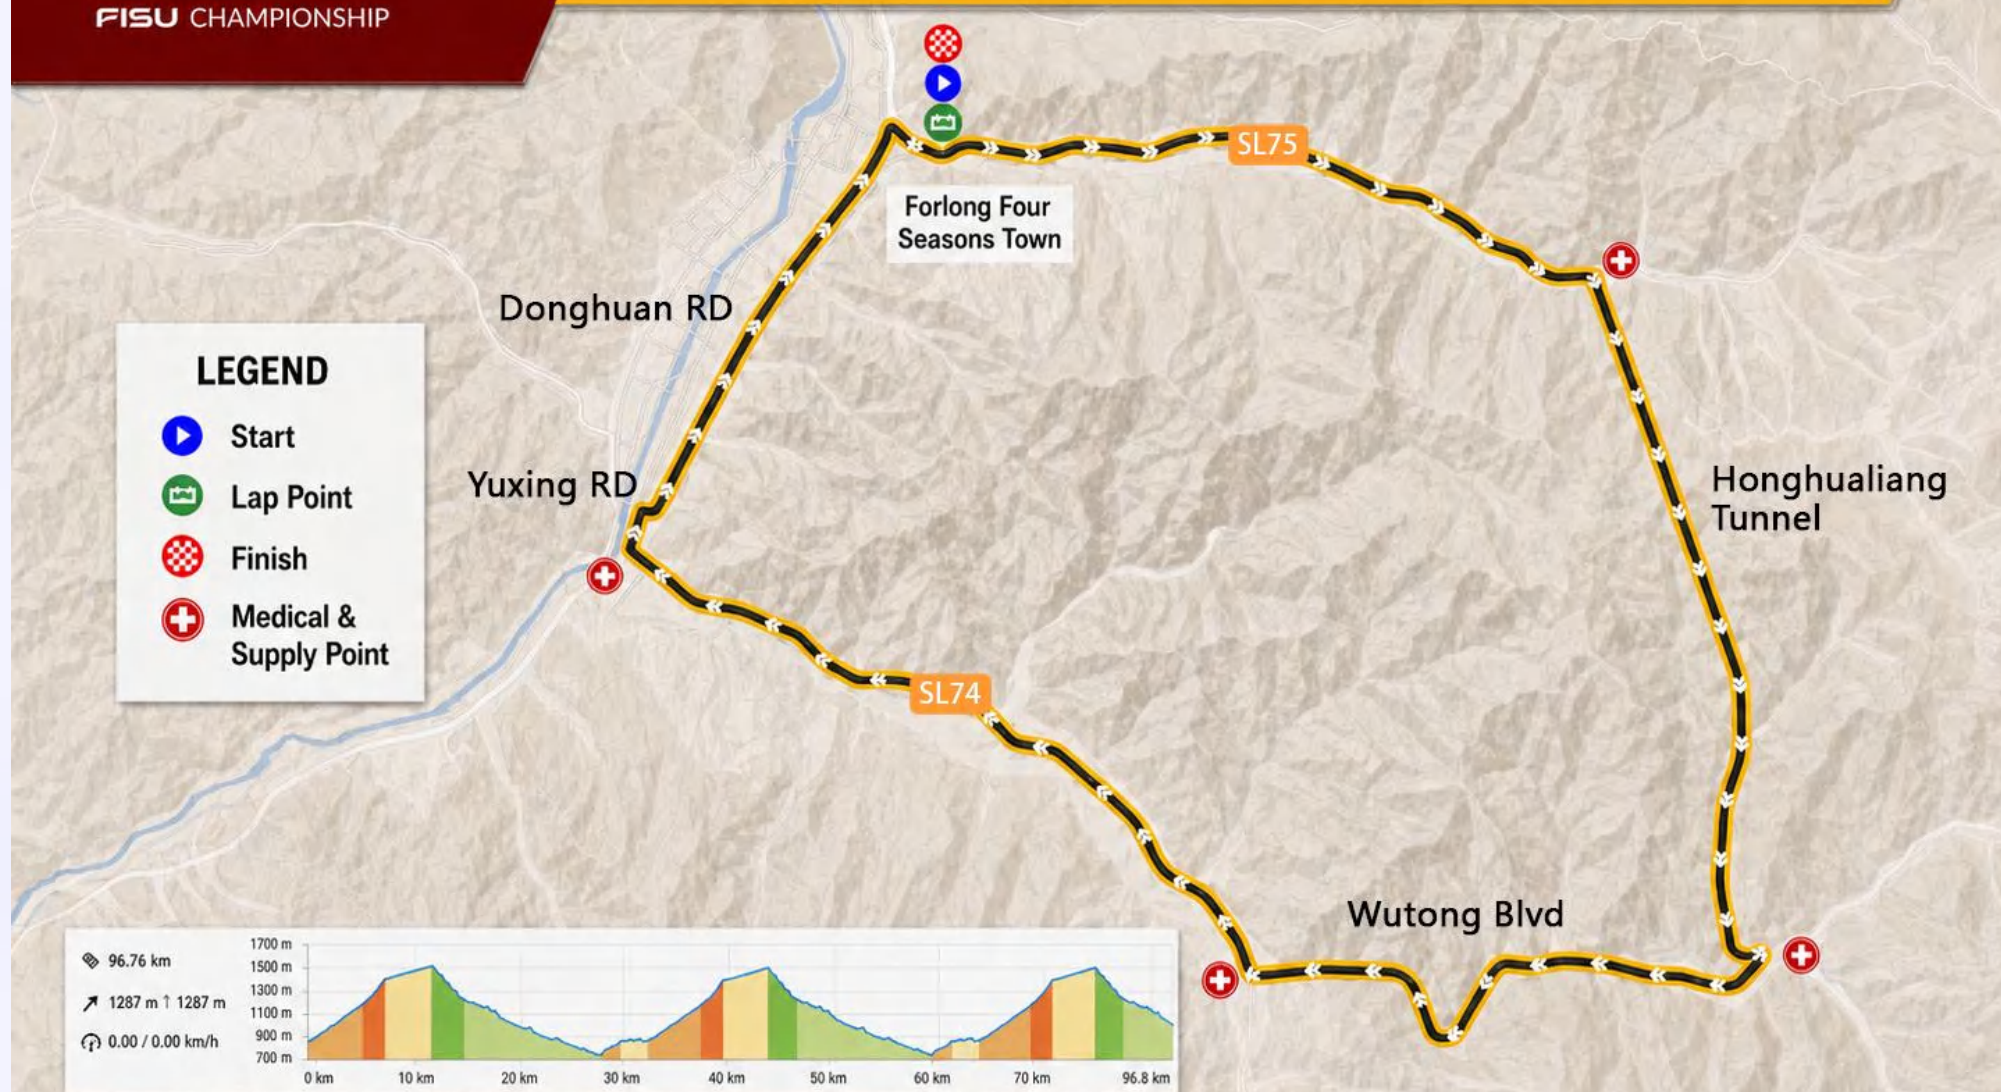 FISU CHAMPIONSHIP
SL75
Forlong Four
Seasons Town
Donghuan RD
LEGEND
Start
Lap Point
Finish
Medical &
Supply Point
Yuxing RD
Honghualiang
Tunnel
SL74
Wutong Blvd
96.76 km
1287 m ↑ 1287 m
0.00 / 0.00 km/h
1700 m
1500 m
1300 m
1100 m
900 m
700 m
0 km
10 km
20 km
30 km
40 km
50 km
60 km
70 km
96.8 km